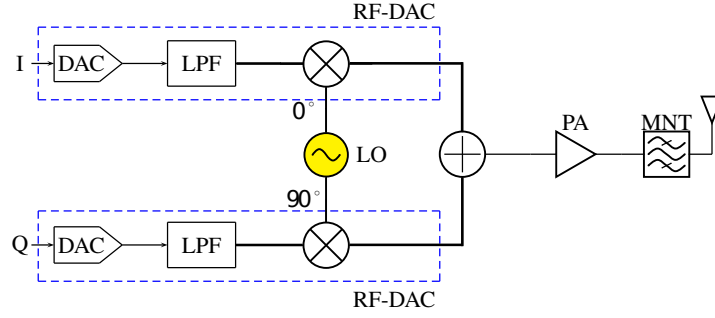 RF-DAC
I
DAC
LPF
0°
PA
MNT
LO
90°
Q
DAC
LPF
RF-DAC